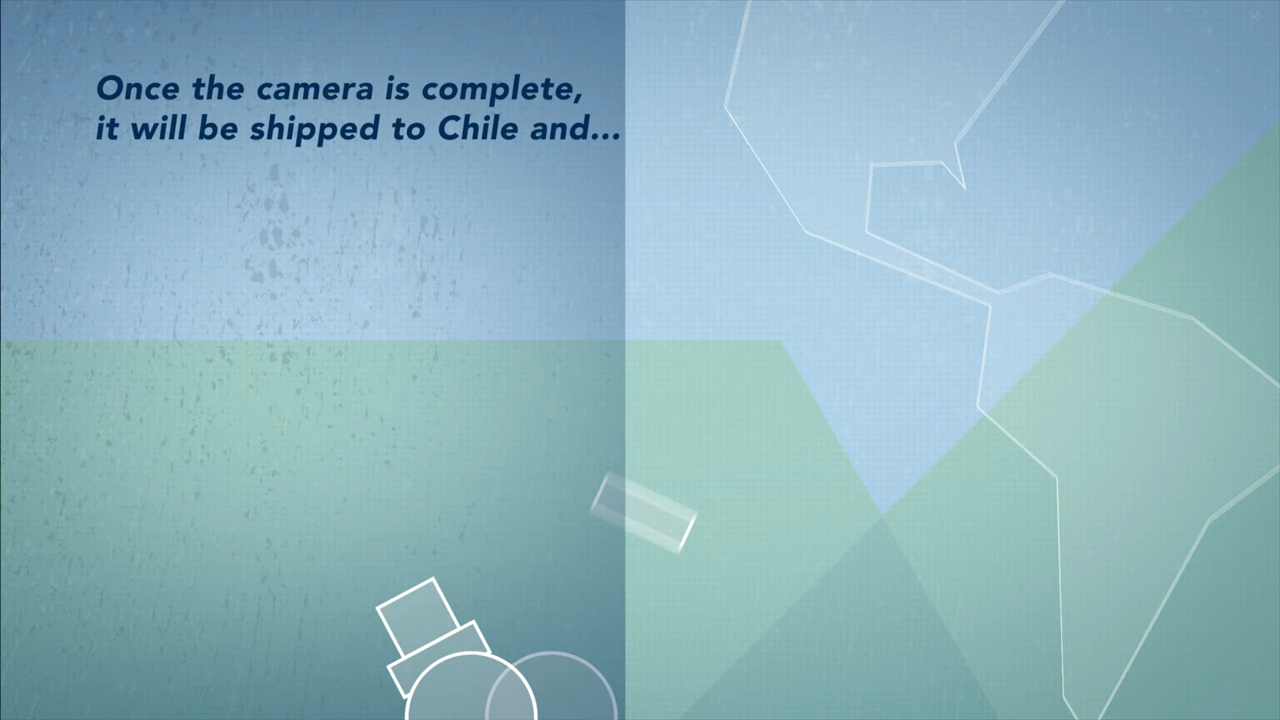 Once the camera is complete,
it will be shipped to Chile and...